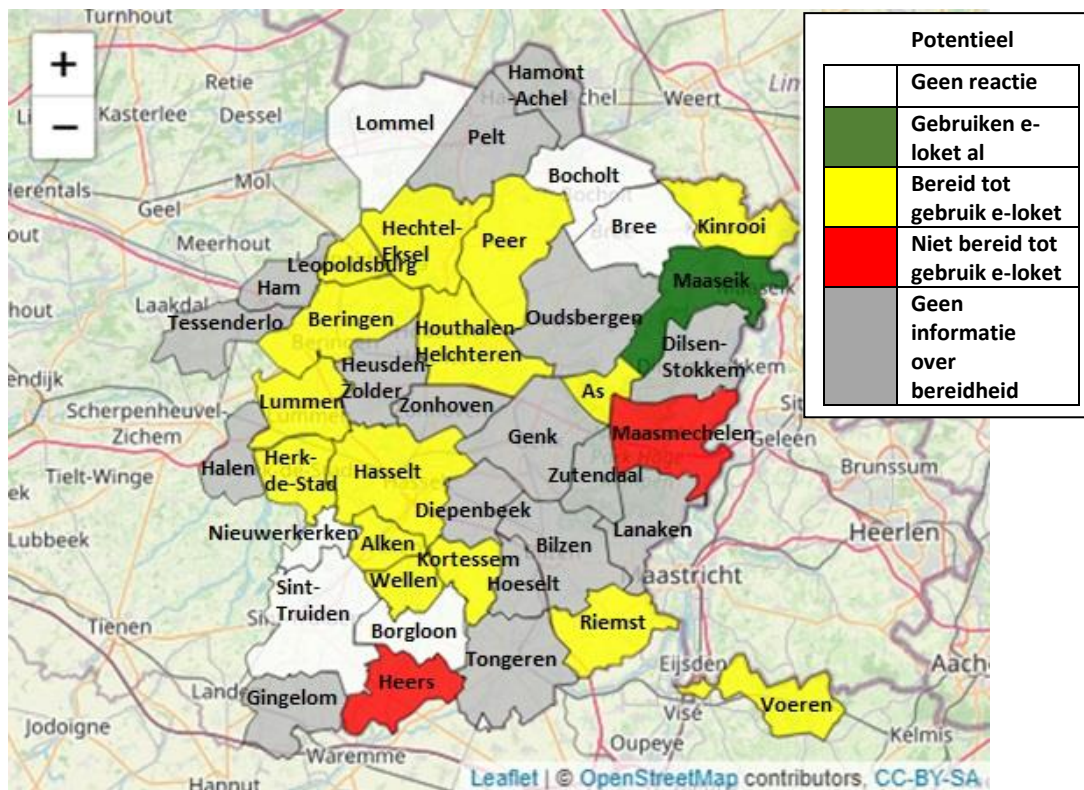 Turnhout
+
−
Retie
Kasterlee
Dessel
Herentals
Mol
Geel
Meerhout
Laakdal
Scherpenheuvel-
Zichem
Tielt-Winge
Lubbeek
Tienen
Jodoigne
Hannut
Waremme
Weert
Geleen
Brunssum
Heerlen
aastricht
Eijsden
Visé
Oupeye
Kelmis
Aach
Hamont
-Achel
Lommel
Pelt
Bocholt
Bree
Kinrooi
Hechtel-
Eksel
Peer
Leopoldsburg
Ham
Maaseik
Tessenderlo
Beringen
Houthalen-
Helchteren
Oudsbergen
Dilsen-
Stokkem
Heusden-
Zolder
As
Lummen
Zonhoven
Genk
Maasmechelen
Halen
Herk-
de-Stad
Hasselt
Zutendaal
Diepenbeek
Lanaken
Nieuwerkerken
Alken
Bilzen
Kortessem
Wellen
Hoeselt
Sint-
Truiden
Borgloon
Riemst
Tongeren
Heers
Gingelom
Voeren
Leaflet | © OpenStreetMap contributors, CC-BY-SA
Potentieel
Geen reactie
Gebruiken e-
loket al
Bereid tot
gebruik e-loket
Niet bereid tot
gebruik e-loket
Geen
informatie
over
bereidheid